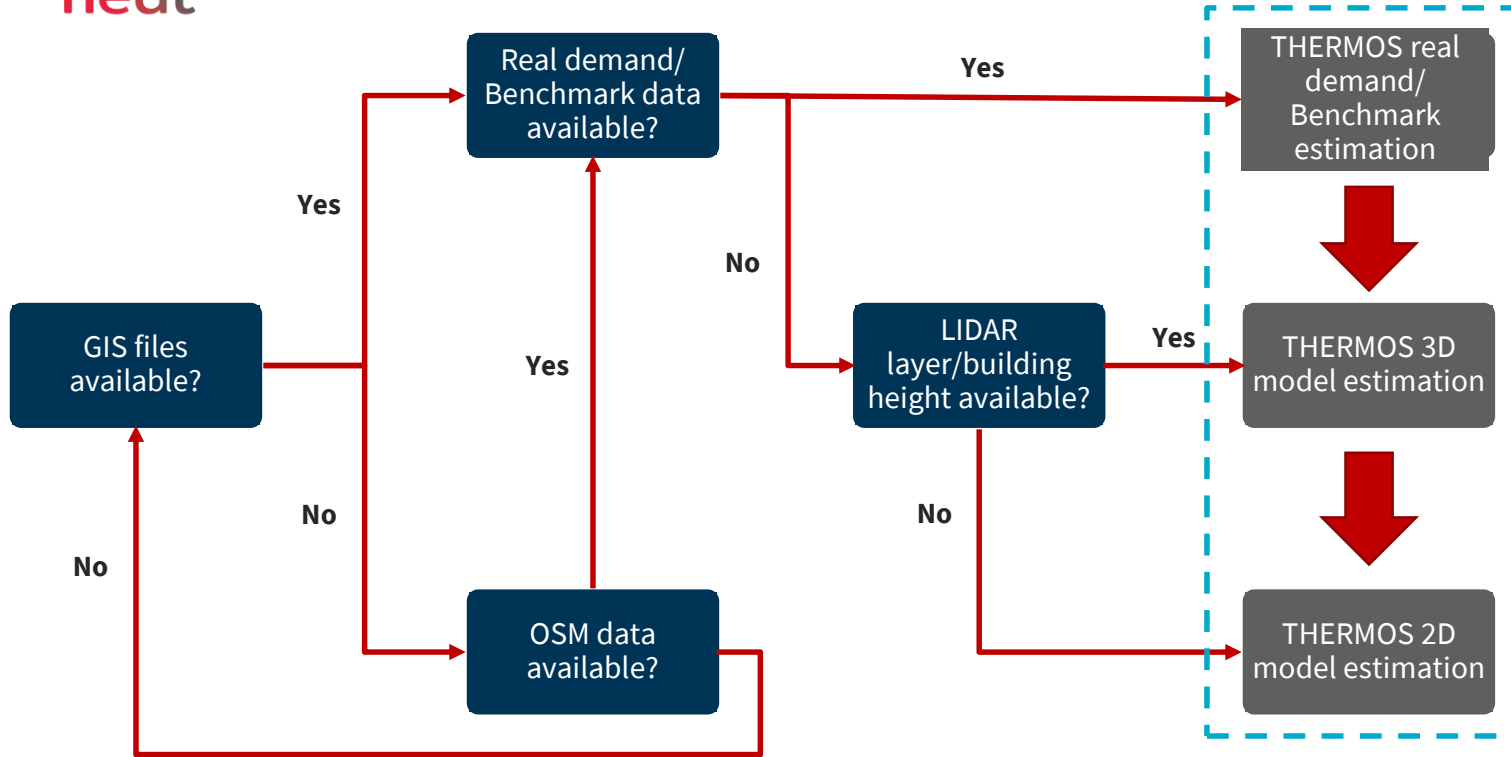 Real demand/
Benchmark data
available?
Yes
THERMOS real
demand/
Benchmark
estimation
Yes
No
GIS files
available?
Yes
LIDAR
layer/building
height available?
Yes
THERMOS 3D
model estimation
No
No
No
OSM data
available?
THERMOS 2D
model estimation